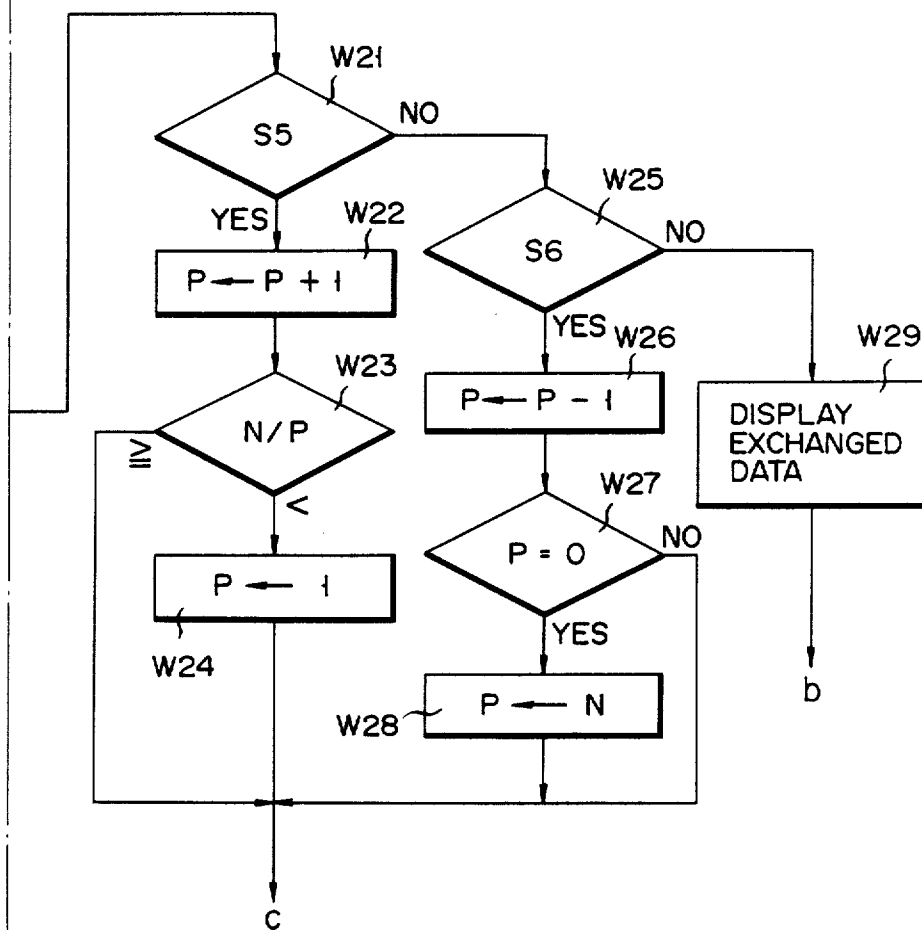 W21
S5
NO
YES
W22
P ← P + 1
W23
N/P
≧
<
P ← 1
W24
W25
S6
NO
YES
W26
P ← P - 1
W27
P = 0
NO
YES
W28
P ← N
W29
DISPLAY
EXCHANGED
DATA
b
c